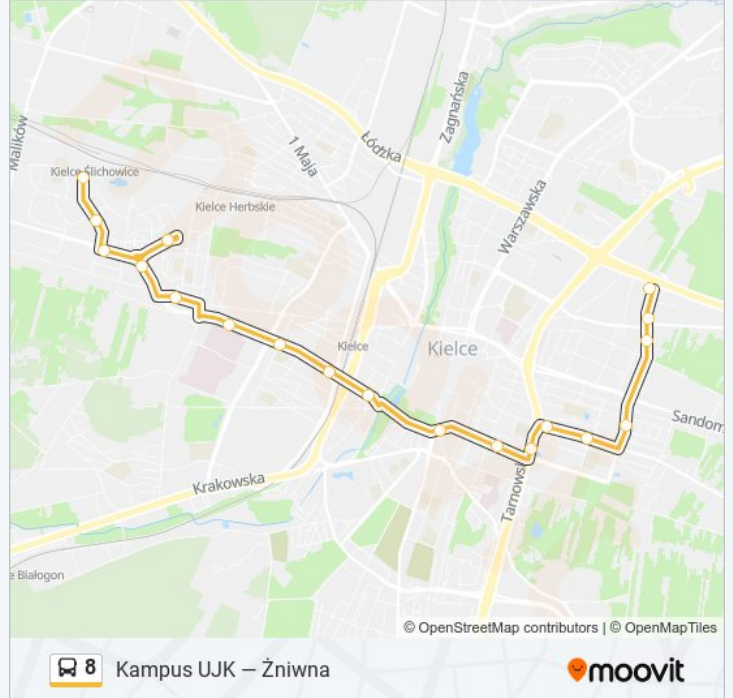 Zagnańska
Malików
Łódzka
1 Maja
Kielce Ślichowice
Kielce Herbskie
Warszawska
Kielce
Kielce
Sandom
Krakowska
Tarnowsk
e Białogon
© OpenStreetMap contributors | © OpenMapTiles
8 Kampus UJK — Żniwna
moovit